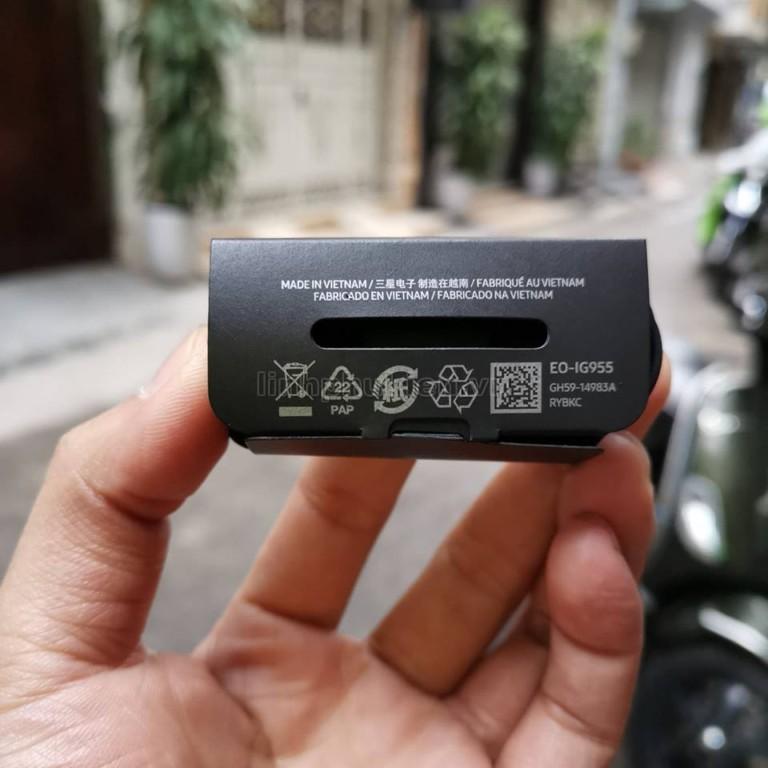 MADE IN VIETNAM / 三星电子 制造在越南 / FABRIQUÉ AU VIETNAM
FABRICADO EN VIETNAM / FABRICADO NA VIETNAM
22
PAP
紙
EO-IG955
GH59-14983A
RYBKC